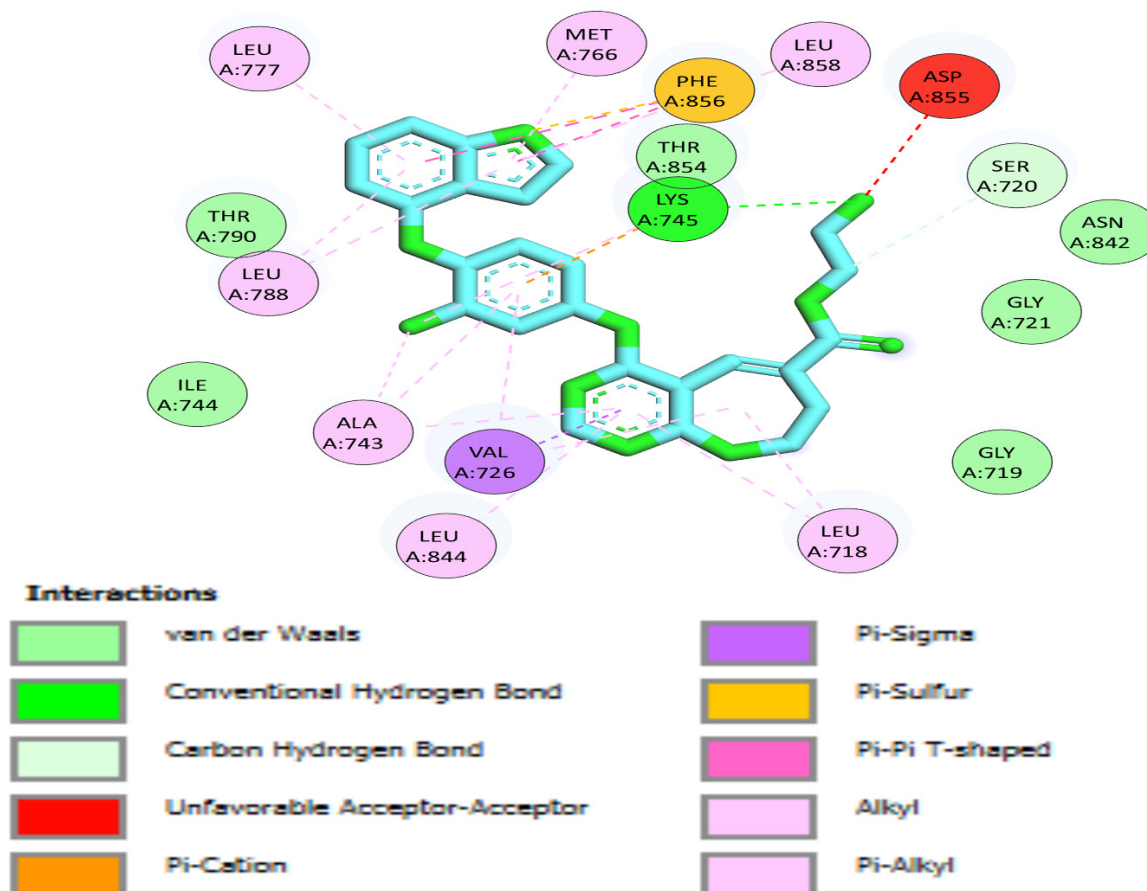 LEU
A:777
MET
A:766
LEU
A:858
PHE
A:856
ASP
A:855
THR
A:854
SER
A:720
LYS
A:745
THR
A:790
ASN
A:842
LEU
A:788
GLY
A:721
ILE
A:744
ALA
A:743
VAL
A:726
GLY
A:719
LEU
A:844
LEU
A:718
Interactions
van der Waals
Conventional Hydrogen Bond
Carbon Hydrogen Bond
Unfavorable Acceptor-Acceptor
Pi-Cation
Pi-Sigma
Pi-Sulfur
Pi-Pi T-shaped
Alkyl
Pi-Alkyl